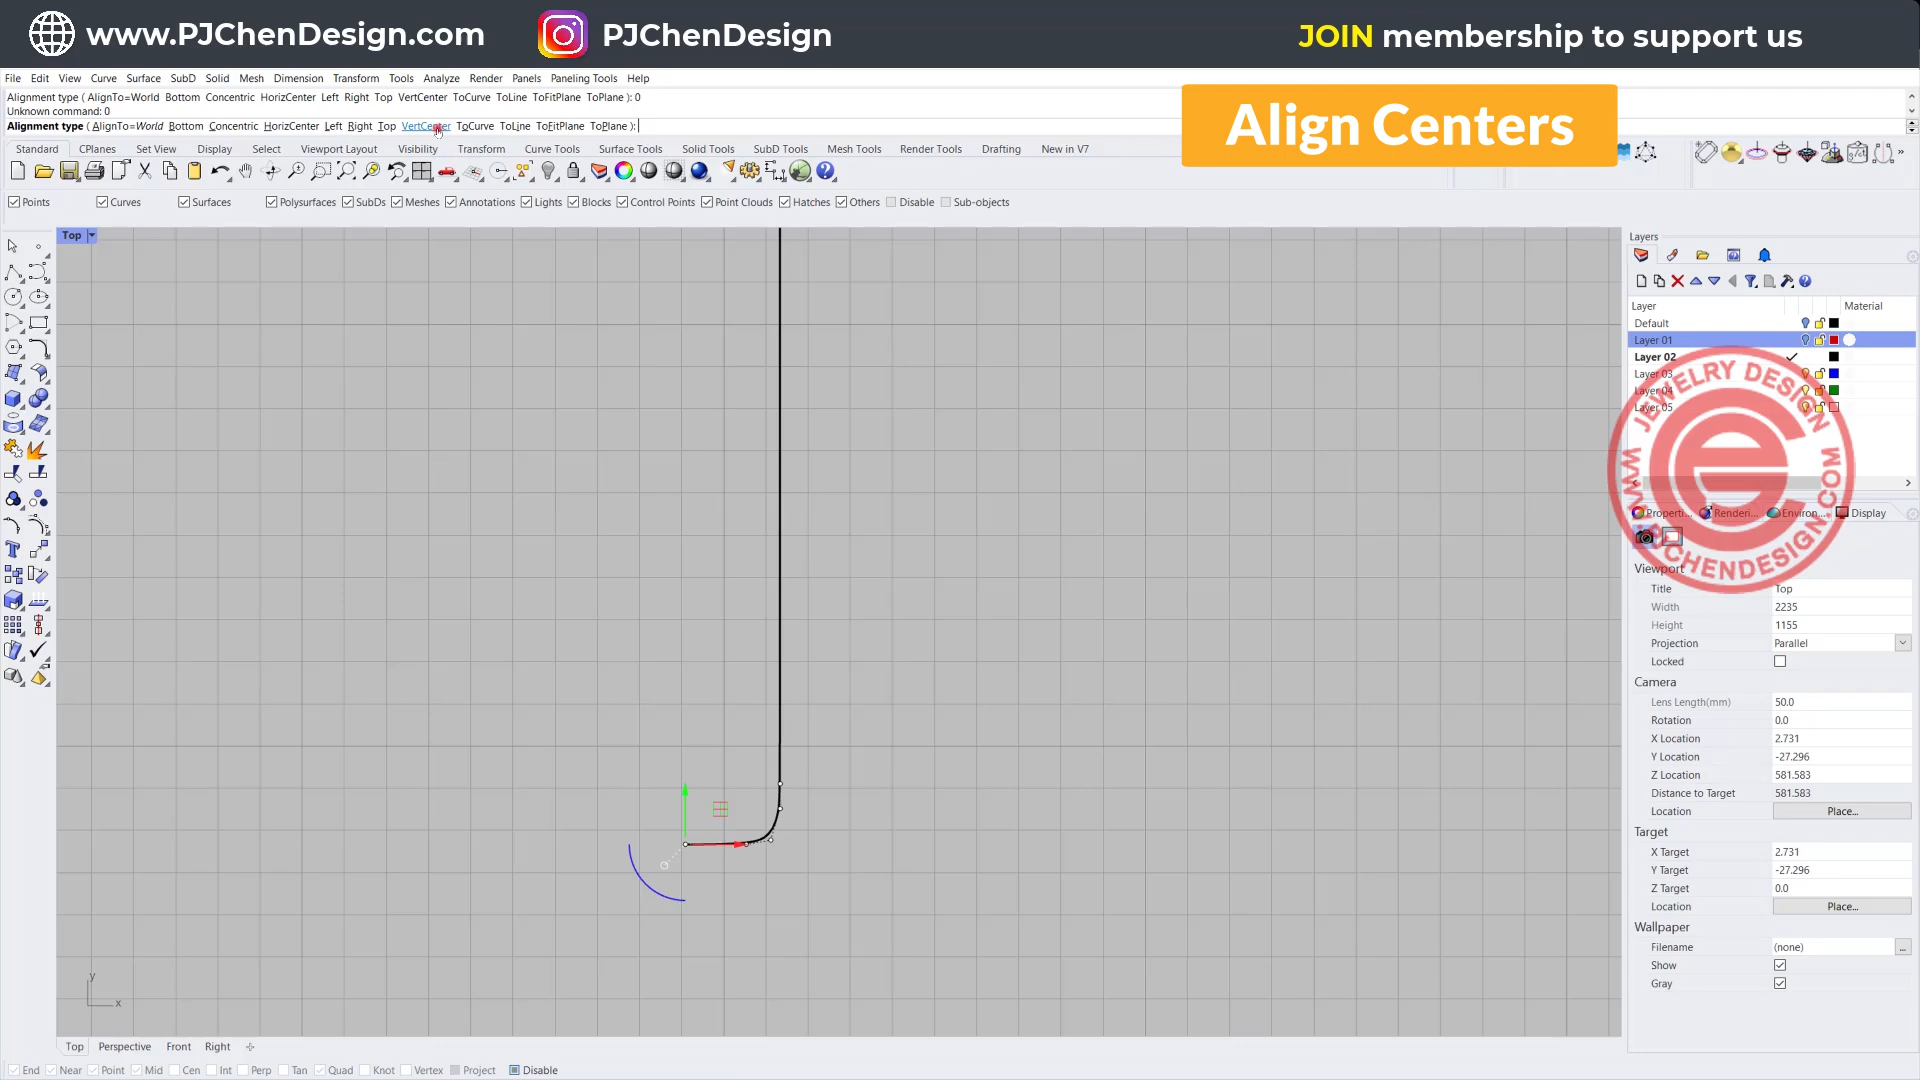 www.PJChenDesign.com PJChenDesign JOIN membership to support us
File Edit View Curve Surface SubD Solid Mesh Dimension Transform Tools Analyze Render Panels Paneling Tools Help
Alignment type ( AlignTo=World Bottom Concentric HorizCenter Left Right Top VertCenter ToCurve ToLine ToFitPlane ToPlane ): 0
Unknown command: 0
Alignment type ( AlignTo=World Bottom Concentric HorizCenter Left Right Top VertCenter ToCurve ToLine ToFitPlane ToPlane ):
Align Centers
Standard CPlanes Set View Display Select Viewport Layout Visibility Transform Curve Tools Surface Tools Solid Tools SubD Tools Mesh Tools Render Tools Drafting New in V7
Points Curves Surfaces Polysurfaces SubDs Meshes Annotations Lights Blocks Control Points Point Clouds Hatches Others Disable Sub-objects
Top
Layers
Layer Material
Default
Layer 01
Layer 02
Layer 03
Layer 04
Layer 05
JEWELRY DESIGN
WWW.PJCHENDESIGN.COM
Properti... Renderi... Environ... Display
Viewport
Title Top
Width 2235
Height 1155
Projection Parallel
Locked
Camera
Lens Length(mm) 50.0
Rotation 0.0
X Location 2.731
Y Location -27.296
Z Location 581.583
Distance to Target 581.583
Location Place...
Target
X Target 2.731
Y Target -27.296
Z Target 0.0
Location Place...
Wallpaper
Filename (none) ...
Show
Gray
y
x
Top Perspective Front Right
End Near Point Mid Cen Int Perp Tan Quad Knot Vertex Project Disable